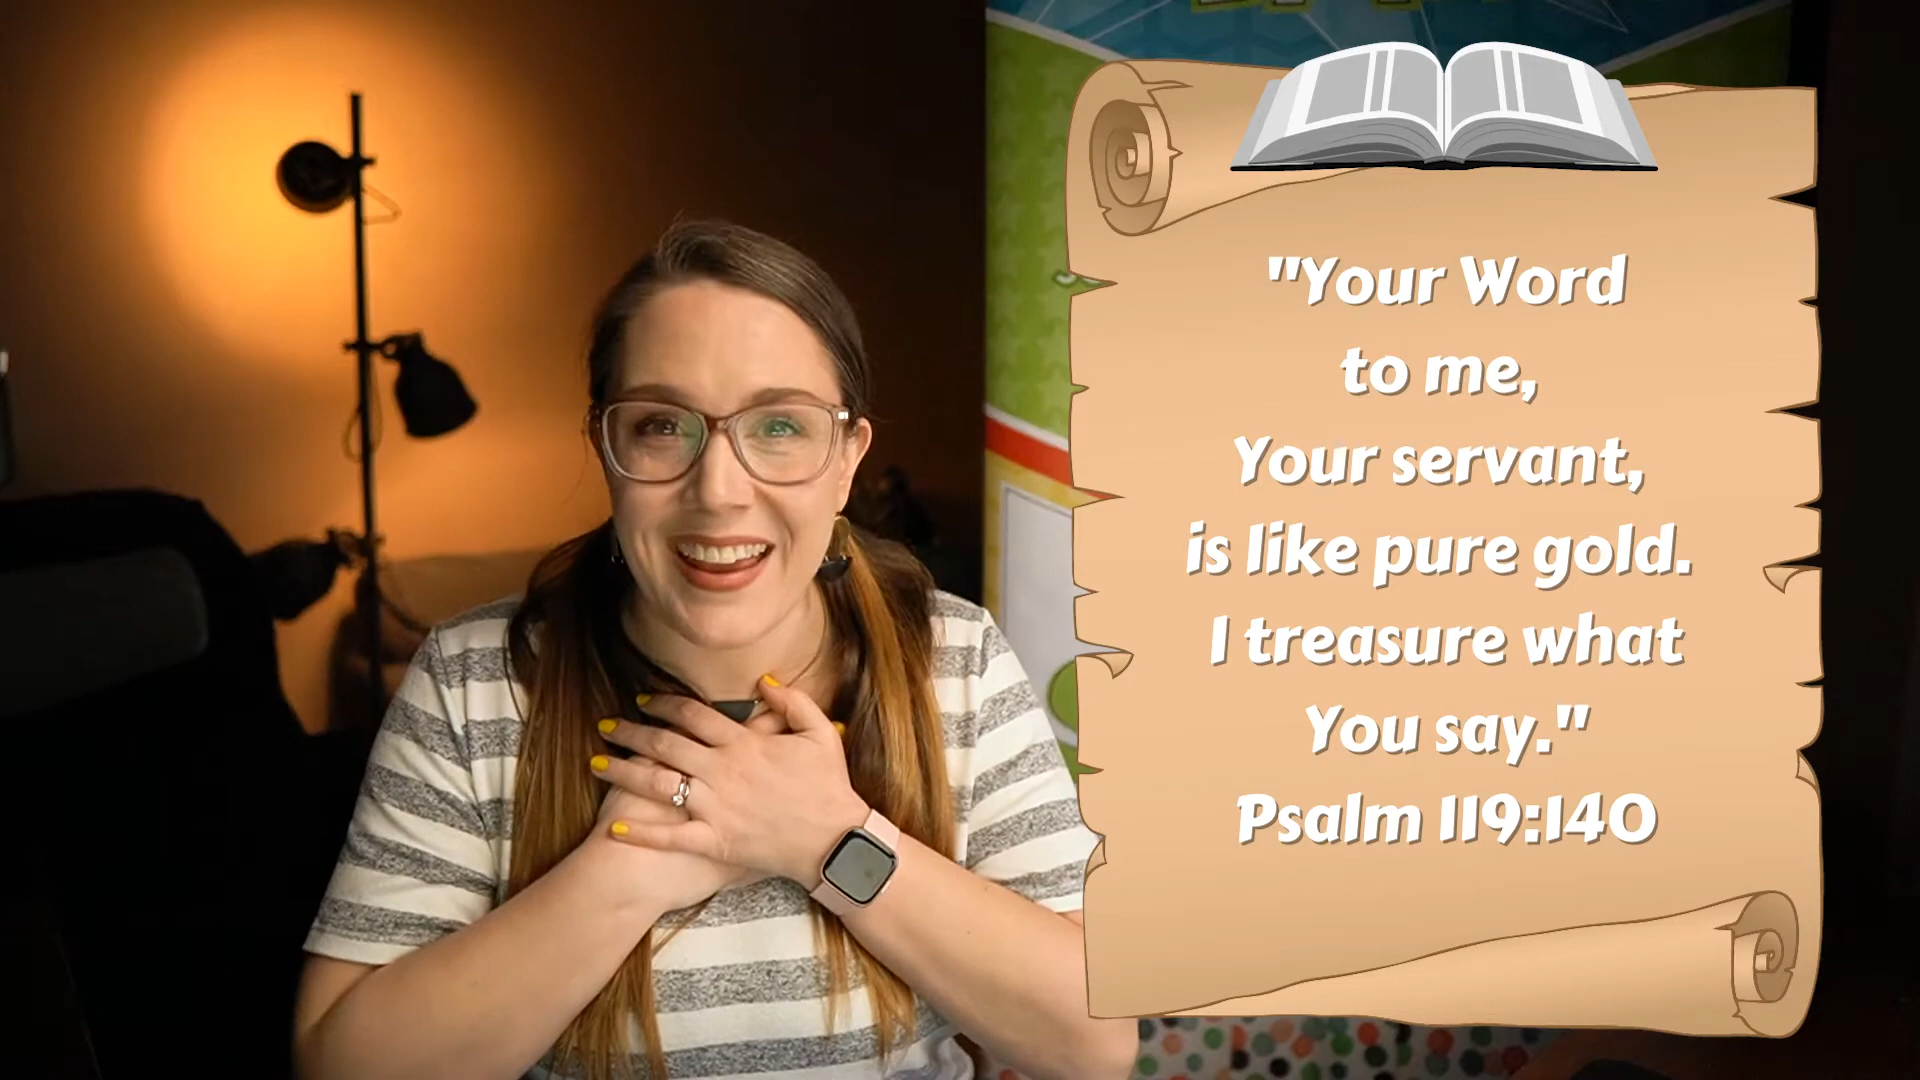 "Your Word
to me,
Your servant,
is like pure gold.
I treasure what
You say."
Psalm 119:140